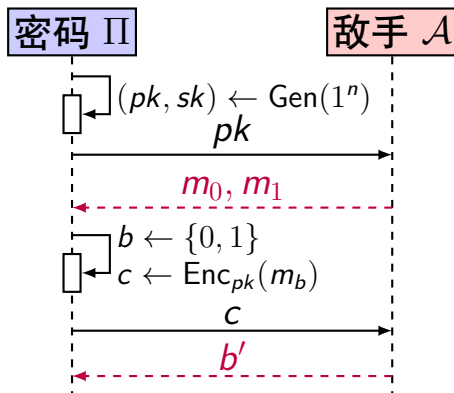 密码 Π 敌手 𝒜
(pk, sk) ← Gen(1ⁿ)
pk
m₀, m₁
b ← {0, 1}
c ← Enc_pk(m_b)
c
b′